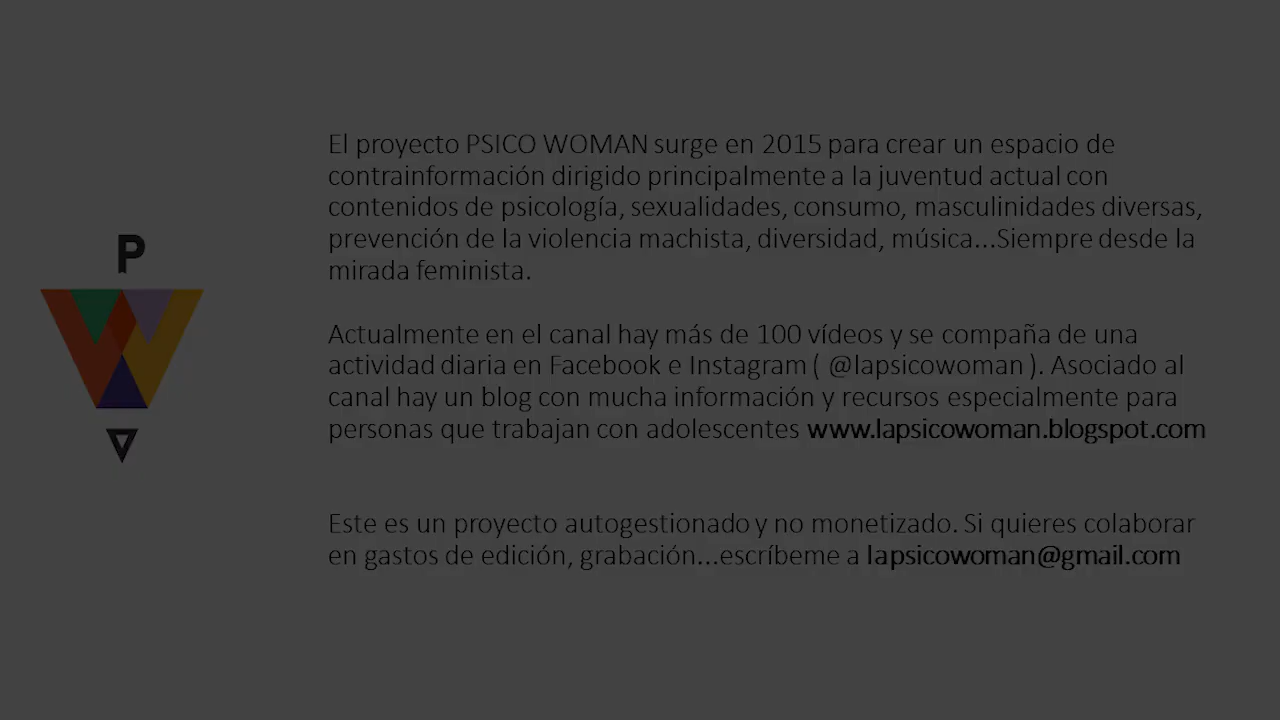 El proyecto PSICO WOMAN surge en 2015 para crear un espacio de
contrainformación dirigido principalmente a la juventud actual con
contenidos de psicología, sexualidades, consumo, masculinidades diversas,
prevención de la violencia machista, diversidad, música...Siempre desde la
mirada feminista.
P
Actualmente en el canal hay más de 100 vídeos y se compaña de una
actividad diaria en Facebook e Instagram ( @lapsicowoman ). Asociado al
canal hay un blog con mucha información y recursos especialmente para
personas que trabajan con adolescentes www.lapsicowoman.blogspot.com
Este es un proyecto autogestionado y no monetizado. Si quieres colaborar
en gastos de edición, grabación...escríbeme a lapsicowoman@gmail.com